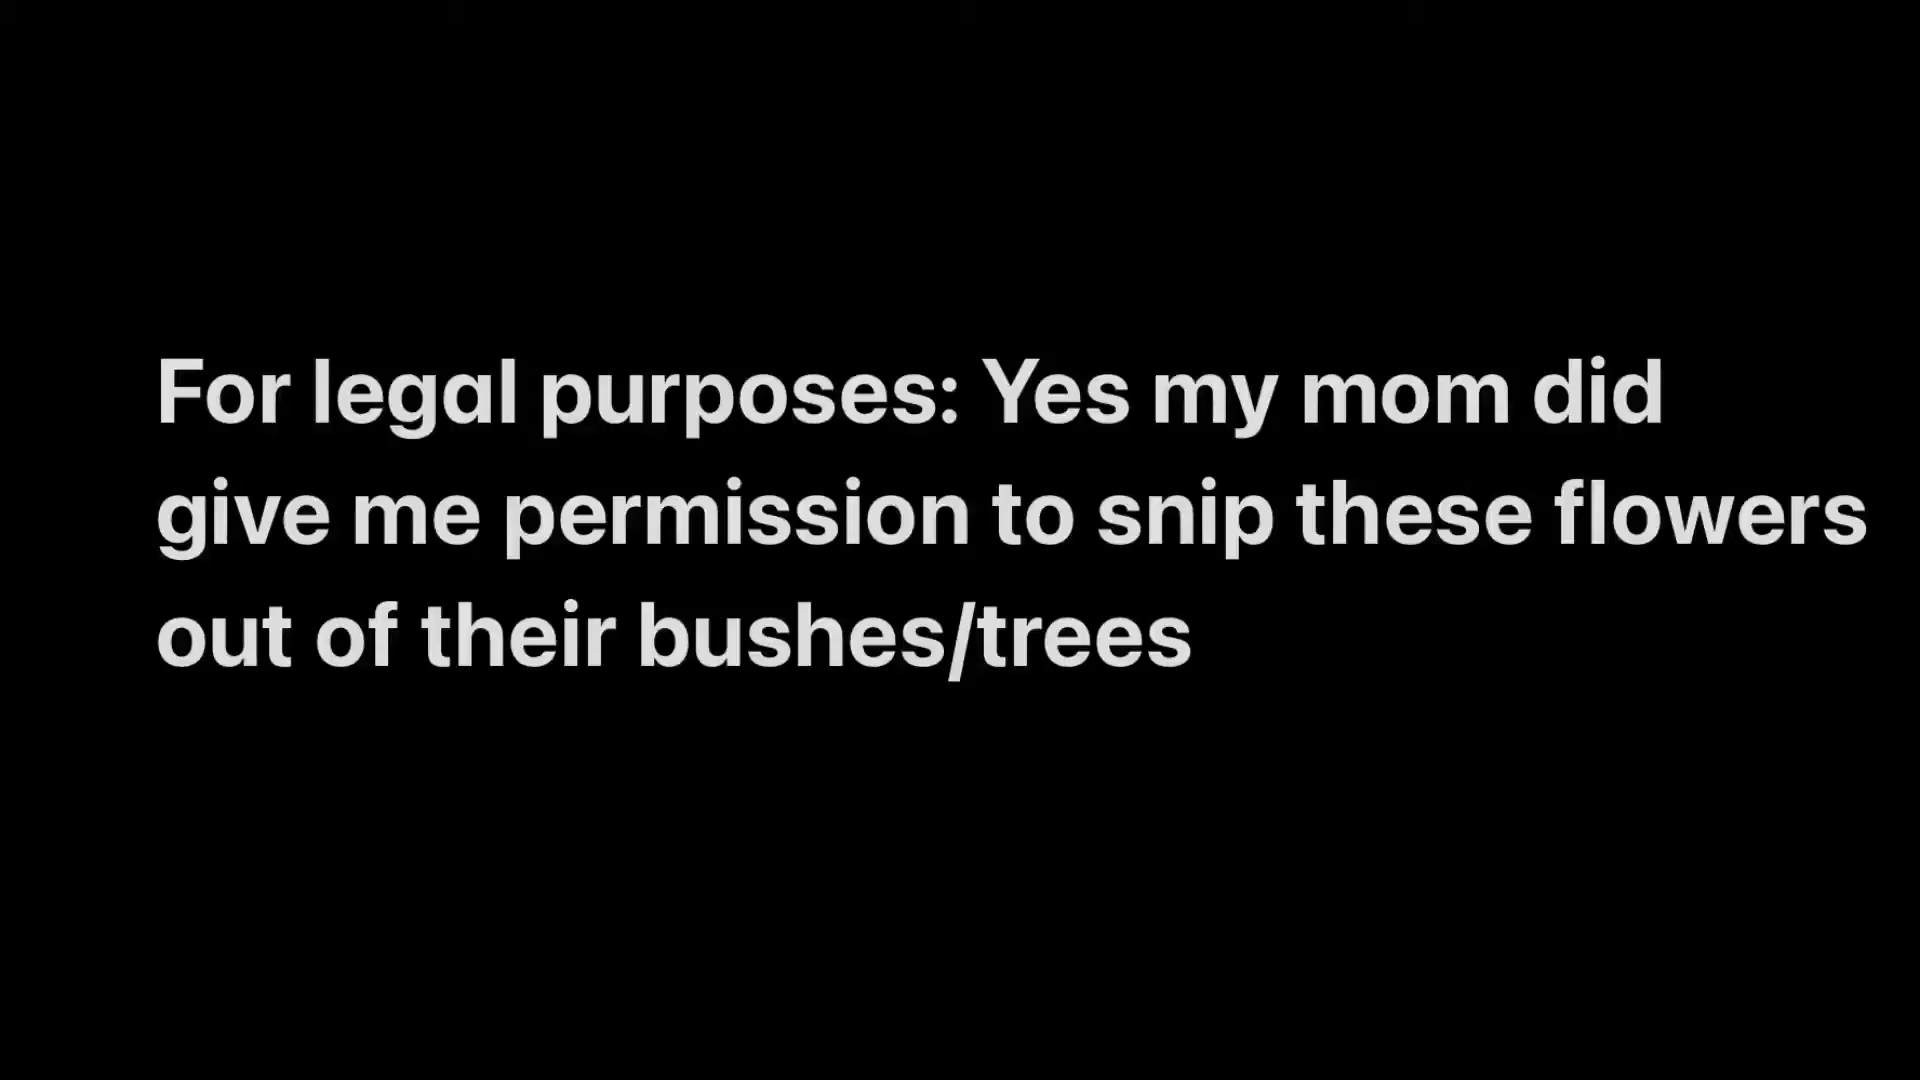 For legal purposes: Yes my mom did
give me permission to snip these flowers
out of their bushes/trees